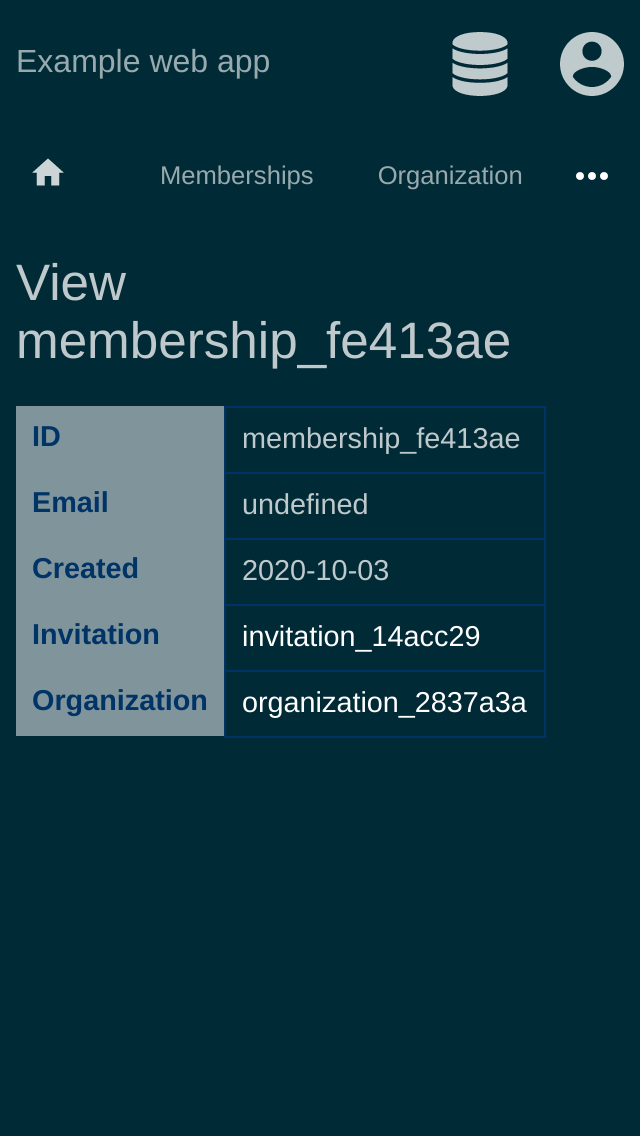 Example web app
Memberships Organization
View
membership_fe413ae
ID membership_fe413ae
Email undefined
Created 2020-10-03
Invitation invitation_14acc29
Organization organization_2837a3a